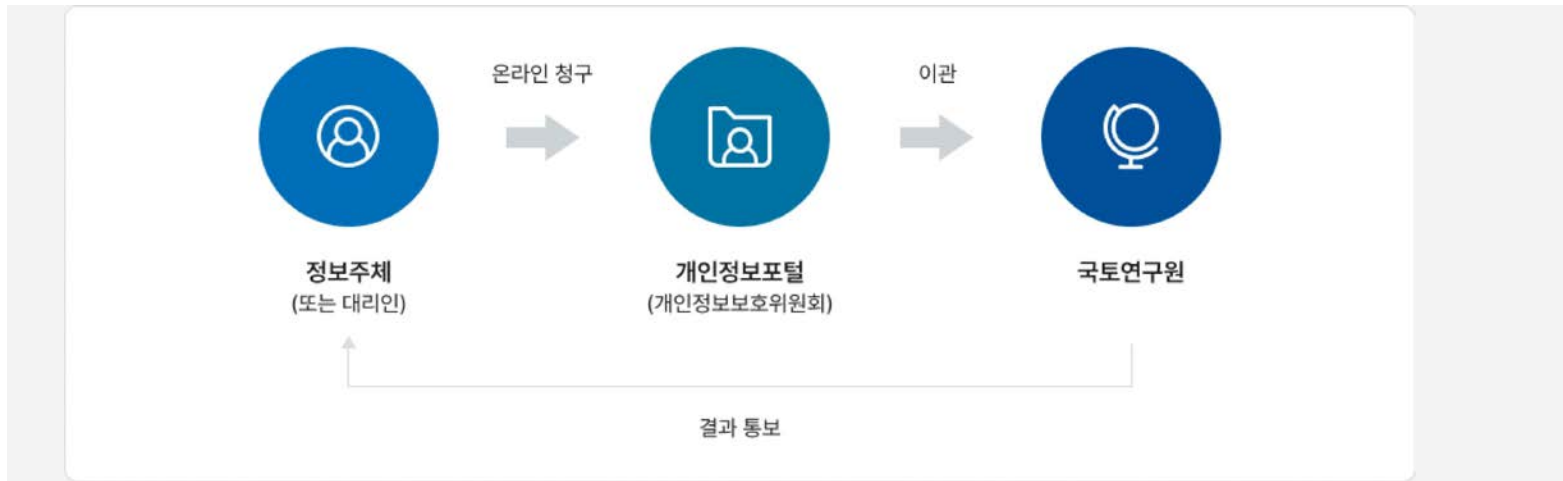 온라인 청구
이관
정보주체
(또는 대리인)
개인정보포털
(개인정보보호위원회)
국토연구원
결과 통보